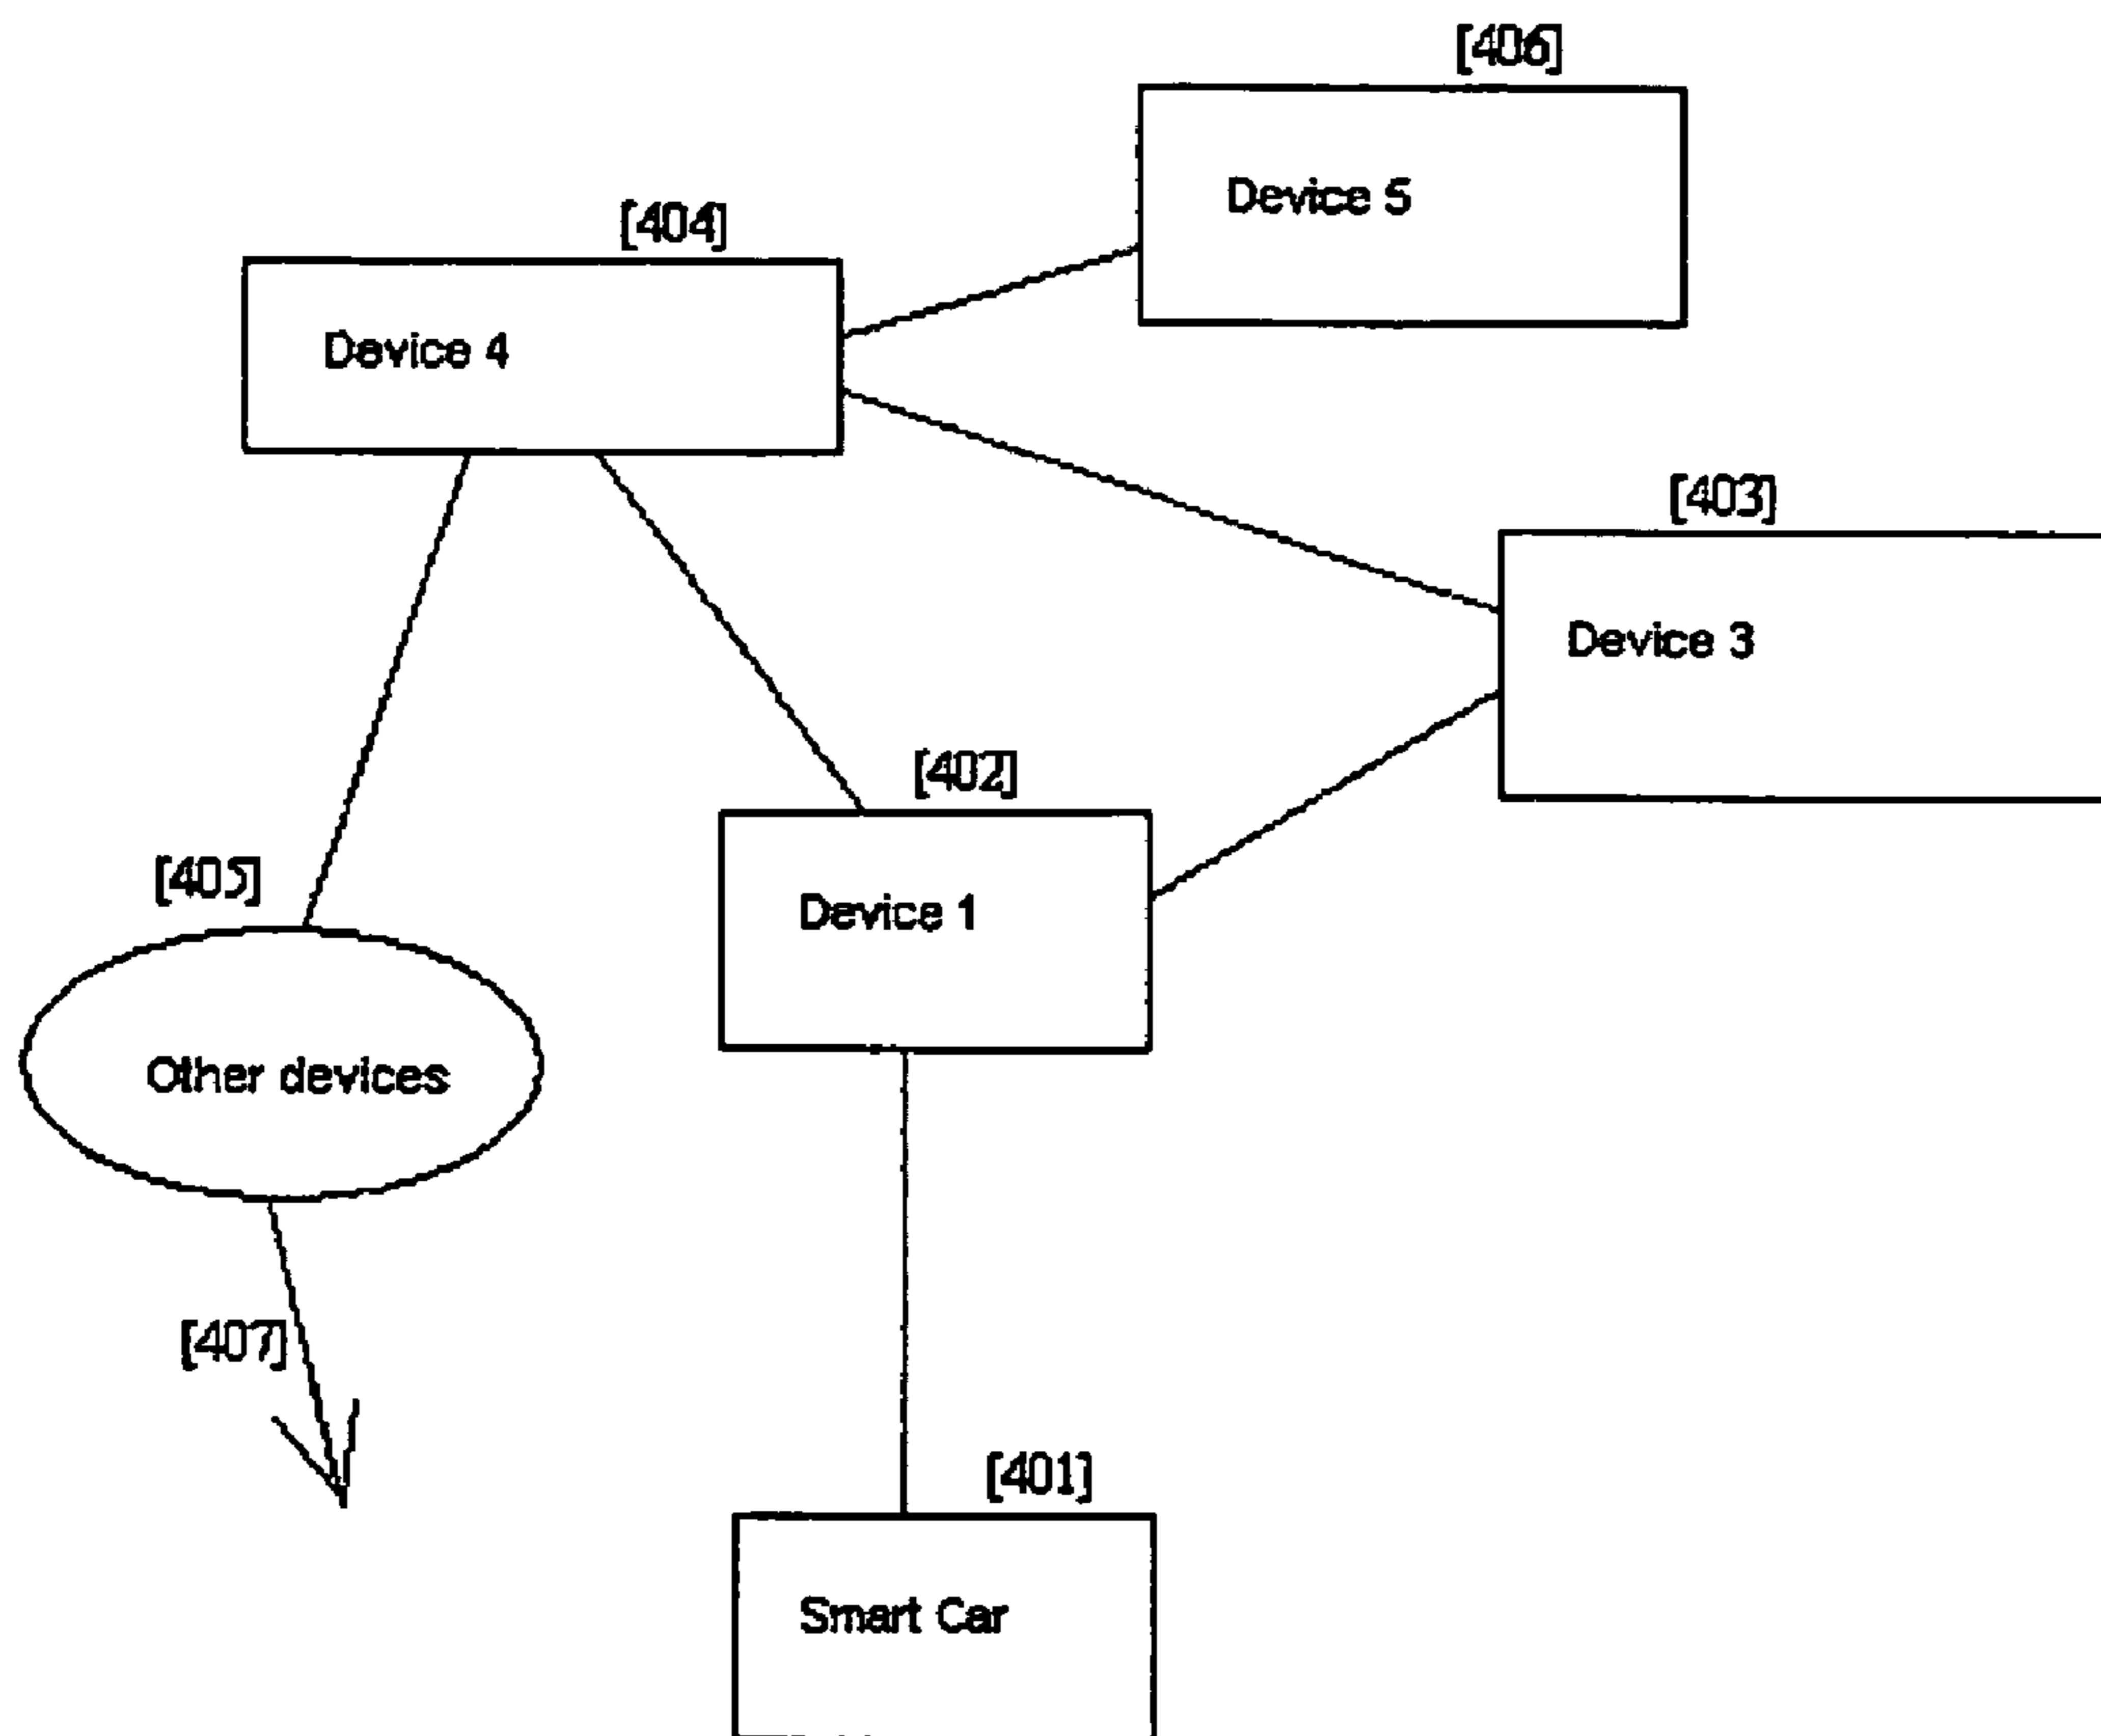 [406]
Device 5
[404]
Device 4
[403]
Device 3
[402]
Device 1
[405]
Other devices
[407]
[401]
Smart Car